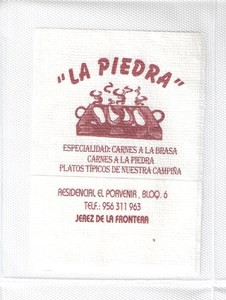 "LA PIEDRA"
ESPECIALIDAD: CARNES A LA BRASA
CARNES A LA PIEDRA
PLATOS TÍPICOS DE NUESTRA CAMPIÑA
RESIDENCIAL EL PORVENIR, BLOQ. 6
TELF.: 956 311 963
JEREZ DE LA FRONTERA